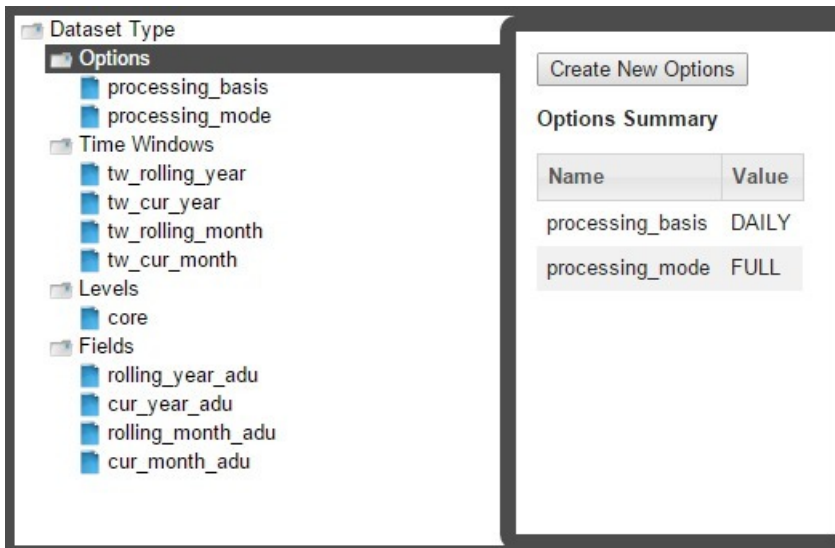 Dataset Type
Options
processing_basis
processing_mode
Time Windows
tw_rolling_year
tw_cur_year
tw_rolling_month
tw_cur_month
Levels
core
Fields
rolling_year_adu
cur_year_adu
rolling_month_adu
cur_month_adu
Create New Options
Options Summary
Name Value
processing_basis DAILY
processing_mode FULL